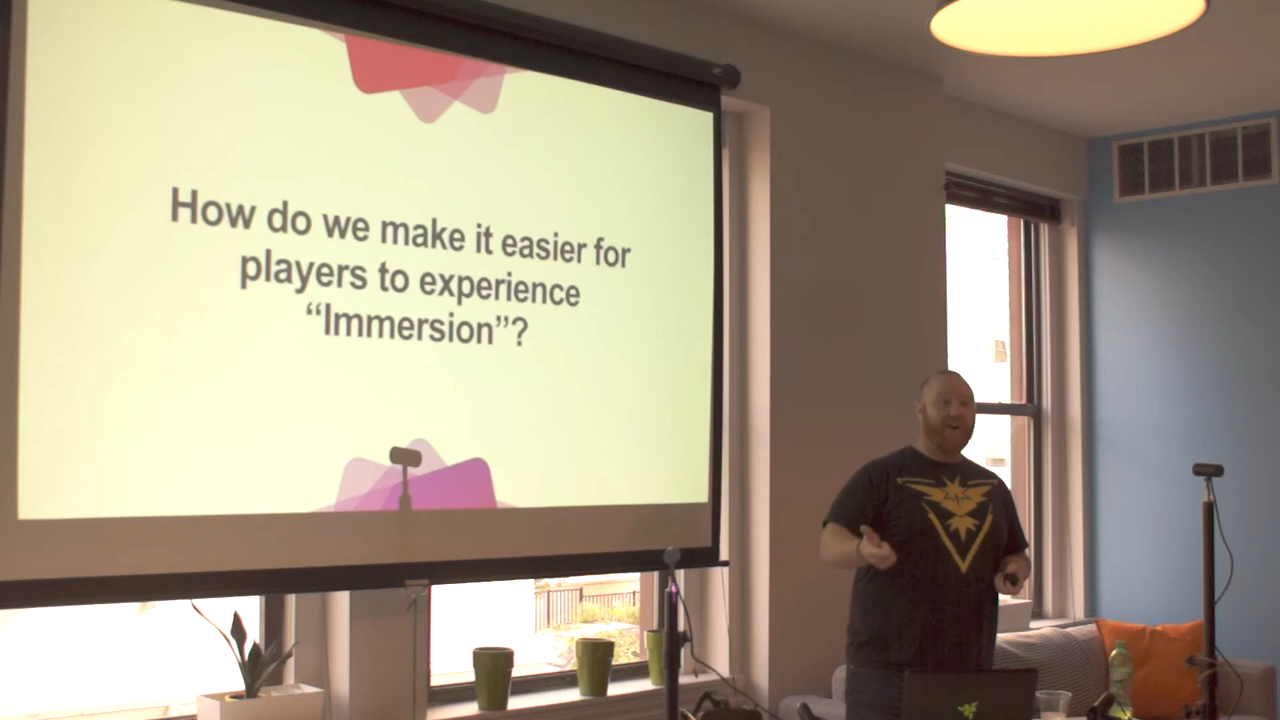 How do we make it easier for
players to experience
“Immersion”?